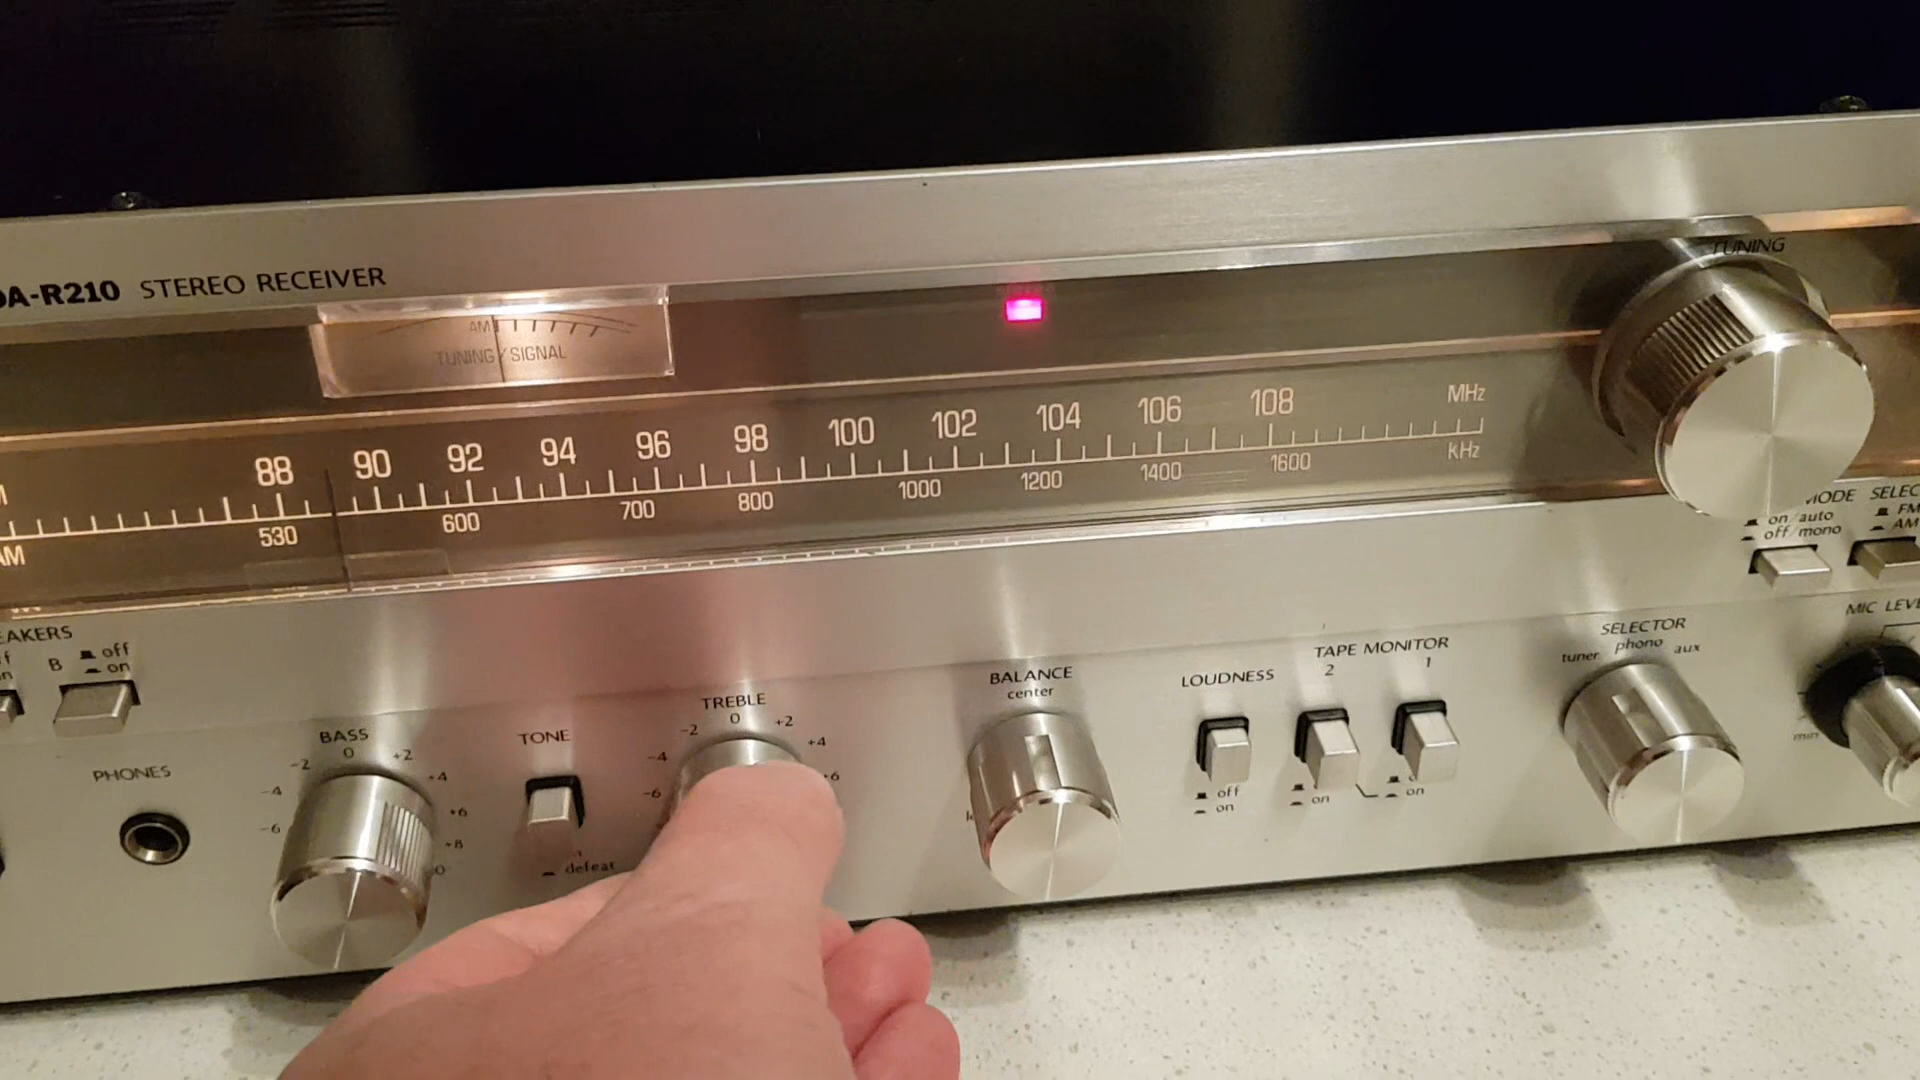 DA-R210 STEREO RECEIVER
TUNING
AM
TUNING/SIGNAL
88 90 92 94 96 98 100 102 104 106 108 MHz
AM 530 600 700 800 1000 1200 1400 1600 kHz
MODE
on/auto
off/mono
SELEC
FM
AM
EAKERS
B off
on
PHONES
BASS
-6 -4 -2 0 +2 +4 +6 +8
TONE
defeat
TREBLE
-6 -4 -2 0 +2 +4 +6
BALANCE
center
LOUDNESS
off
on
TAPE MONITOR
2 1
on on
SELECTOR
tuner phono aux
MIC LEVE
min